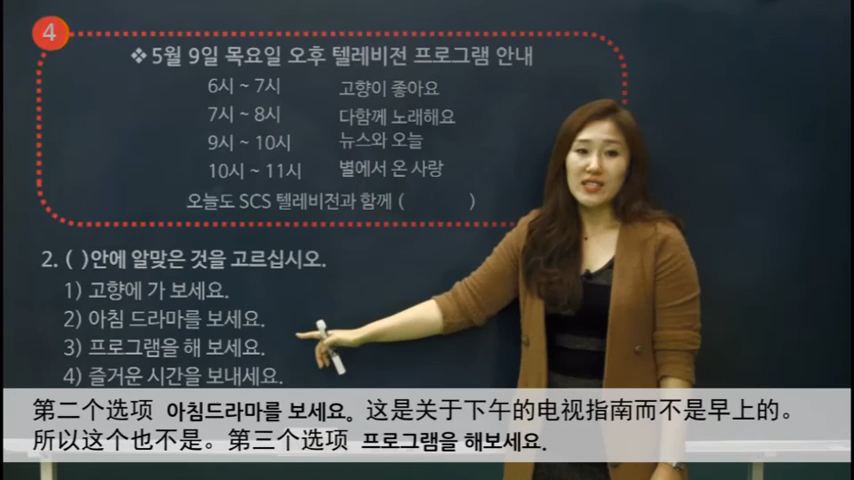 4
❖ 5월 9일 목요일 오후 텔레비전 프로그램 안내
6시 ~ 7시 고향이 좋아요
7시 ~ 8시 다함께 노래해요
9시 ~ 10시 뉴스와 오늘
10시 ~ 11시 별에서 온 사랑
오늘도 SCS 텔레비전과 함께 ( )
2. ( )안에 알맞은 것을 고르십시오.
1) 고향에 가 보세요.
2) 아침 드라마를 보세요.
3) 프로그램을 해 보세요.
4) 즐거운 시간을 보내세요.
第二个选项 아침드라마를 보세요. 这是关于下午的电视指南而不是早上的。
所以这个也不是。第三个选项 프로그램을 해보세요.